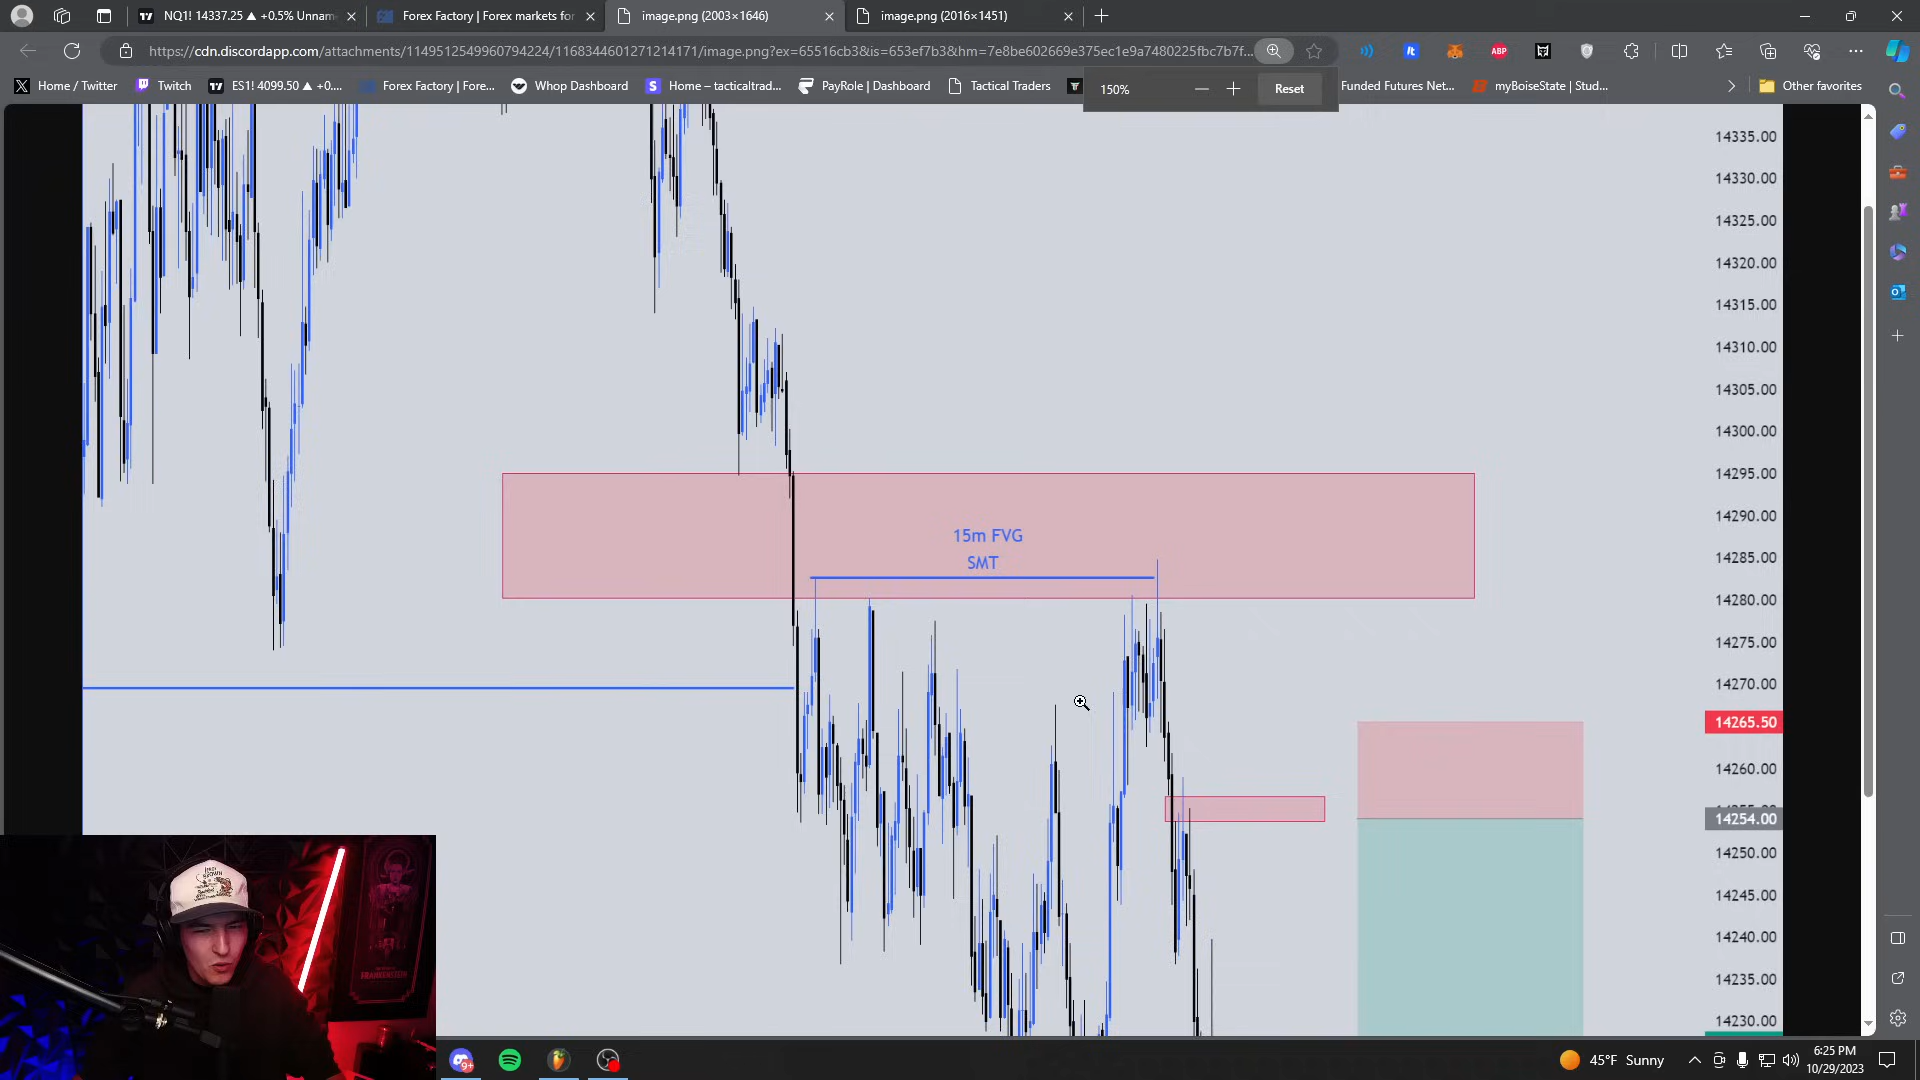 NQ1! 14337.25 ▲ +0.5% Unnam
Forex Factory | Forex markets for
image.png (2003×1646)
image.png (2016×1451)
https://cdn.discordapp.com/attachments/1149512549960794224/1168344601271214171/image.png?ex=65516cb3&is=653ef7b3&hm=7e8be602669e375ec1e9a7480225fbc7b7f...
Home / Twitter
Twitch
ES1! 4099.50 ▲ +0....
Forex Factory | Fore...
Whop Dashboard
Home – tacticaltrad...
PayRole | Dashboard
Tactical Traders
Funded Futures Net...
myBoiseState | Stud...
Other favorites
150%
Reset
14335.00
14330.00
14325.00
14320.00
14315.00
14310.00
14305.00
14300.00
14295.00
14290.00
14285.00
14280.00
14275.00
14270.00
14265.50
14260.00
14254.00
14250.00
14245.00
14240.00
14235.00
14230.00
15m FVG
SMT
FRANKENSTEIN
9+
45°F Sunny
6:25 PM
10/29/2023